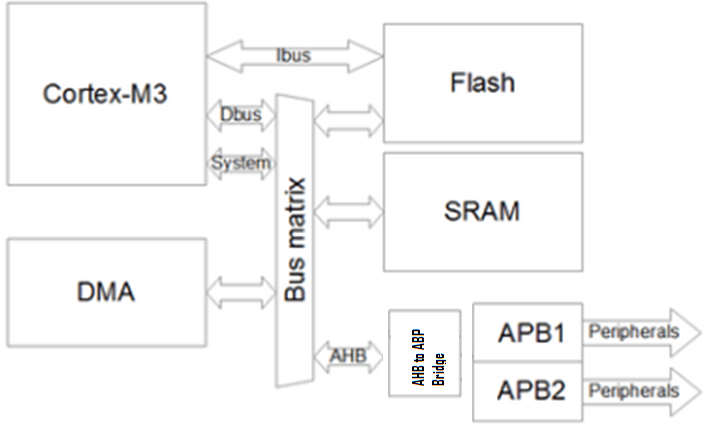 Ibus
Cortex-M3
Flash
Dbus
System
SRAM
Bus matrix
DMA
AHB
AHB to ABP
Bridge
APB1
Peripherals
APB2
Peripherals